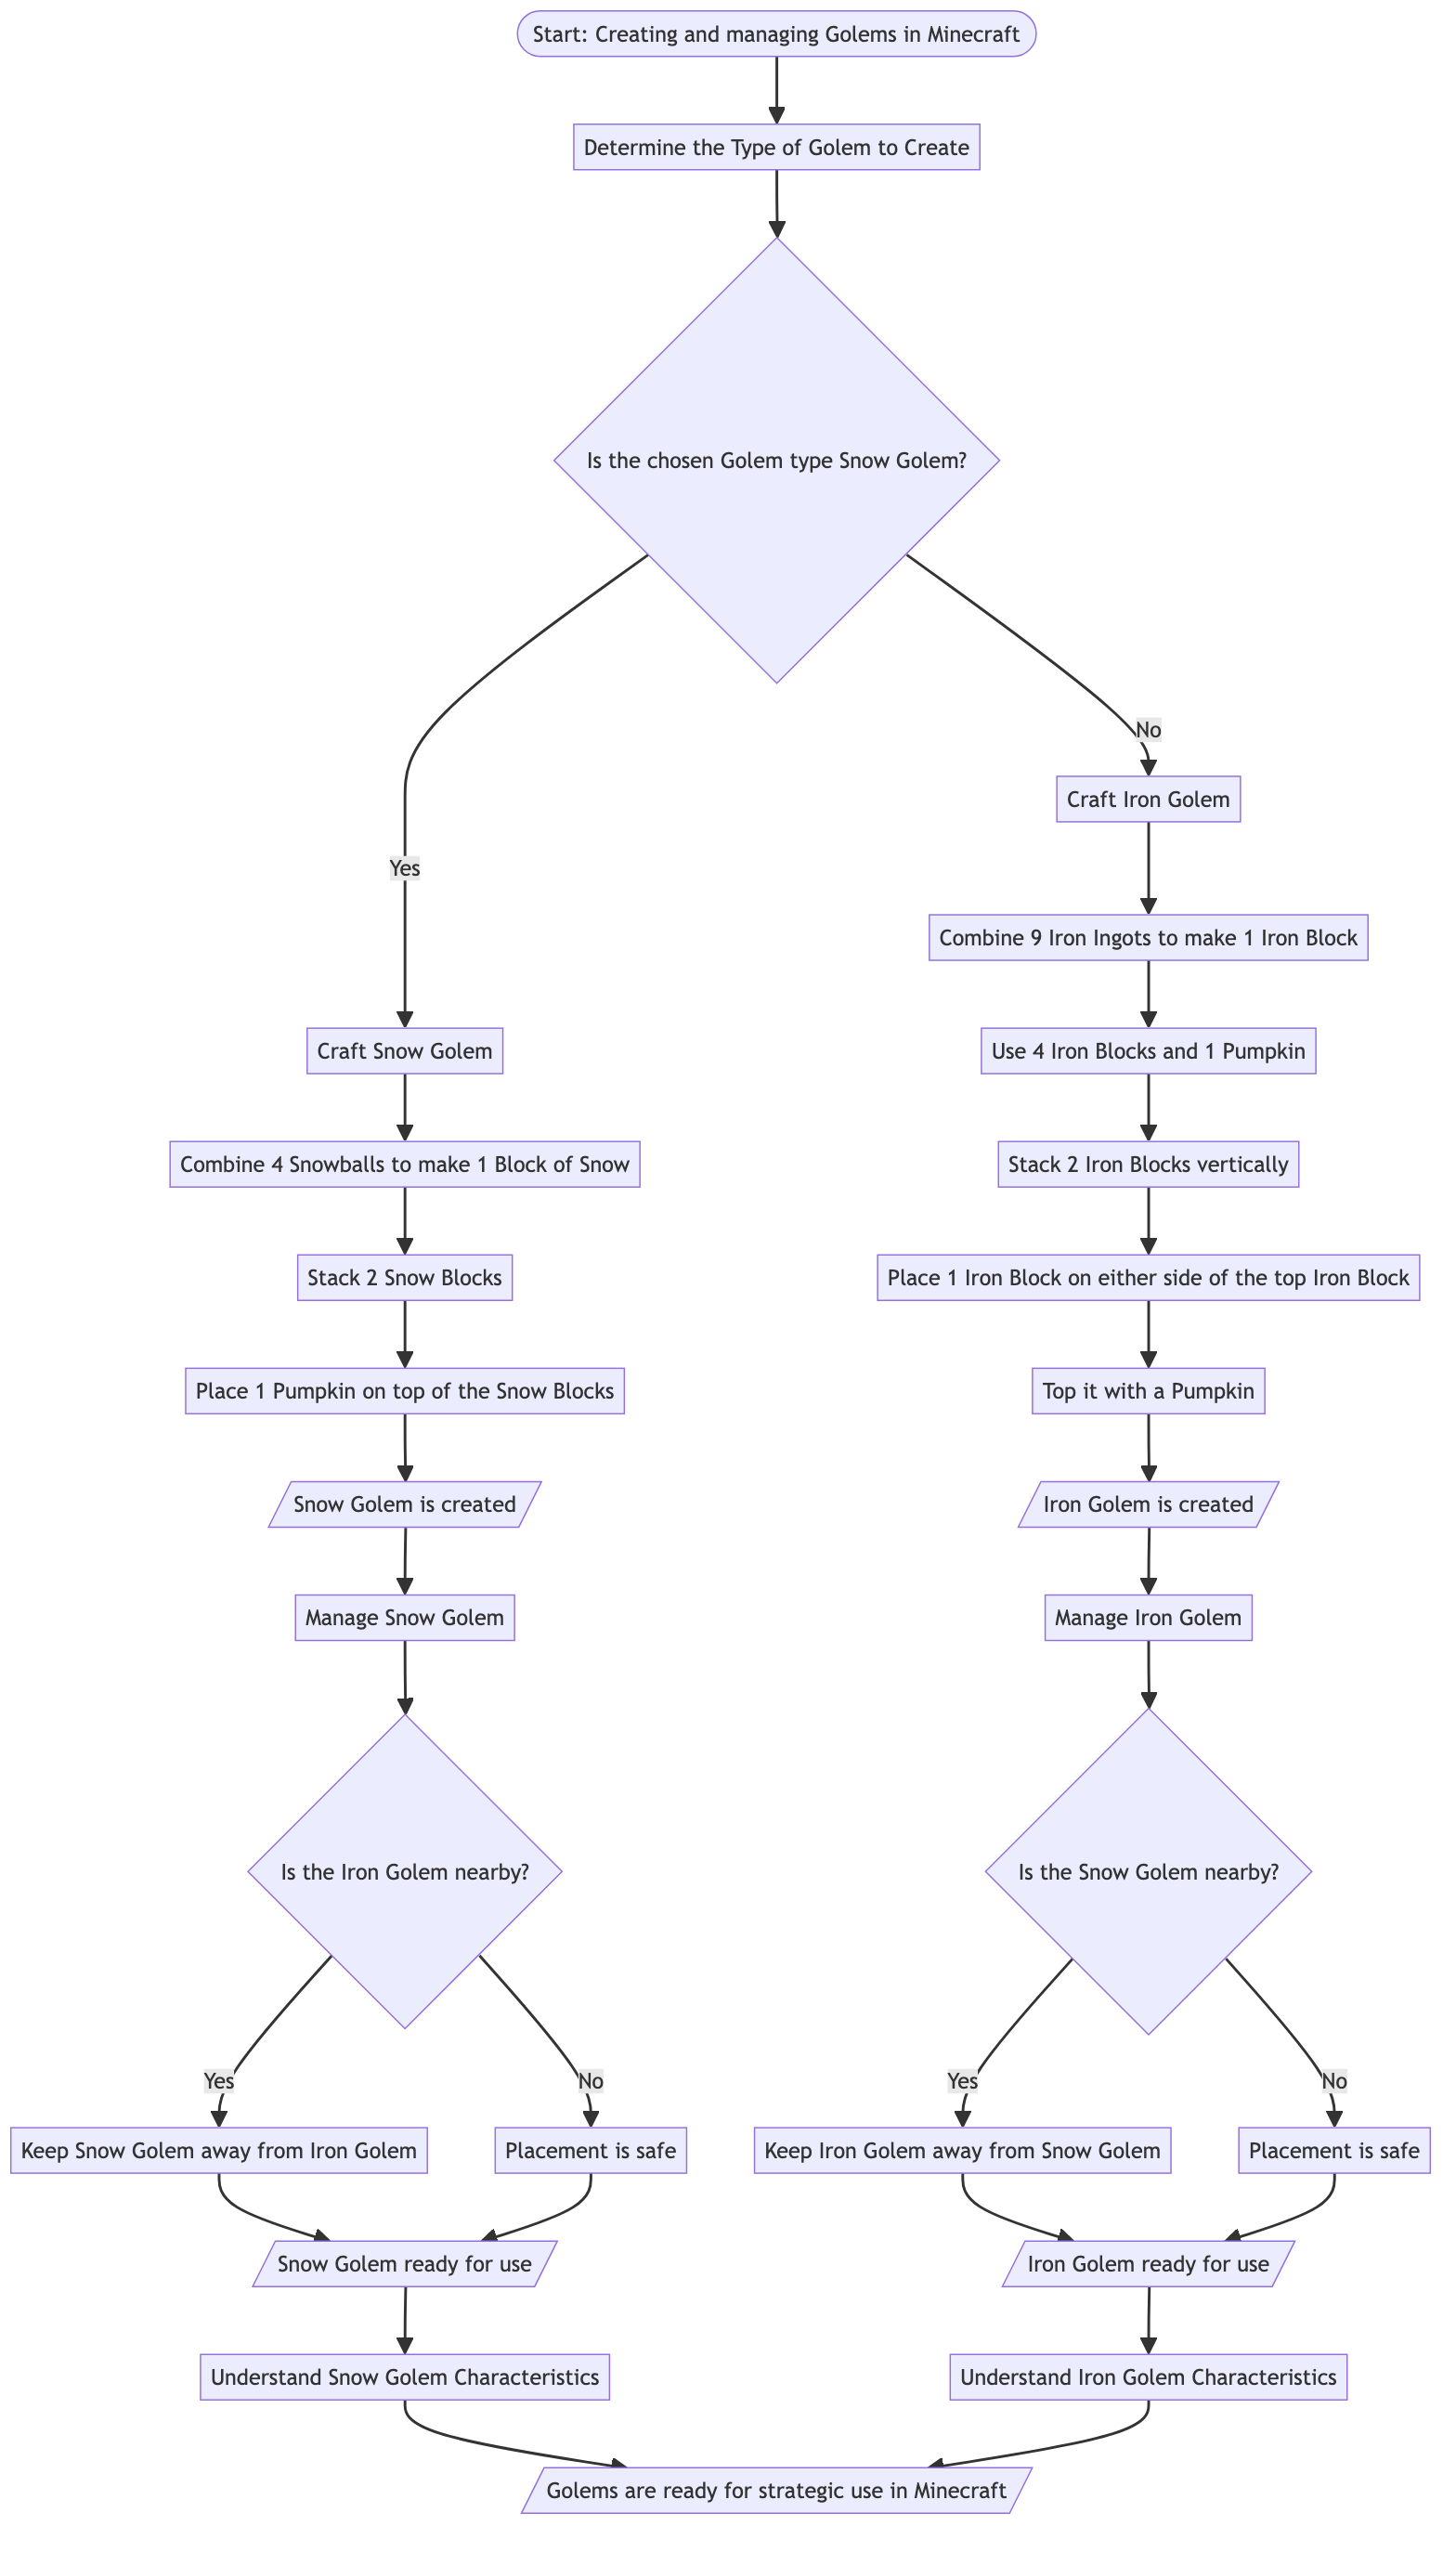 Start: Creating and managing Golems in Minecraft
Determine the Type of Golem to Create
Is the chosen Golem type Snow Golem?
No
Craft Iron Golem
Yes
Combine 9 Iron Ingots to make 1 Iron Block
Craft Snow Golem
Use 4 Iron Blocks and 1 Pumpkin
Combine 4 Snowballs to make 1 Block of Snow
Stack 2 Iron Blocks vertically
Stack 2 Snow Blocks
Place 1 Iron Block on either side of the top Iron Block
Place 1 Pumpkin on top of the Snow Blocks
Top it with a Pumpkin
Snow Golem is created
Iron Golem is created
Manage Snow Golem
Manage Iron Golem
Is the Iron Golem nearby?
Is the Snow Golem nearby?
Yes
No
Yes
No
Keep Snow Golem away from Iron Golem
Placement is safe
Keep Iron Golem away from Snow Golem
Placement is safe
Snow Golem ready for use
Iron Golem ready for use
Understand Snow Golem Characteristics
Understand Iron Golem Characteristics
Golems are ready for strategic use in Minecraft